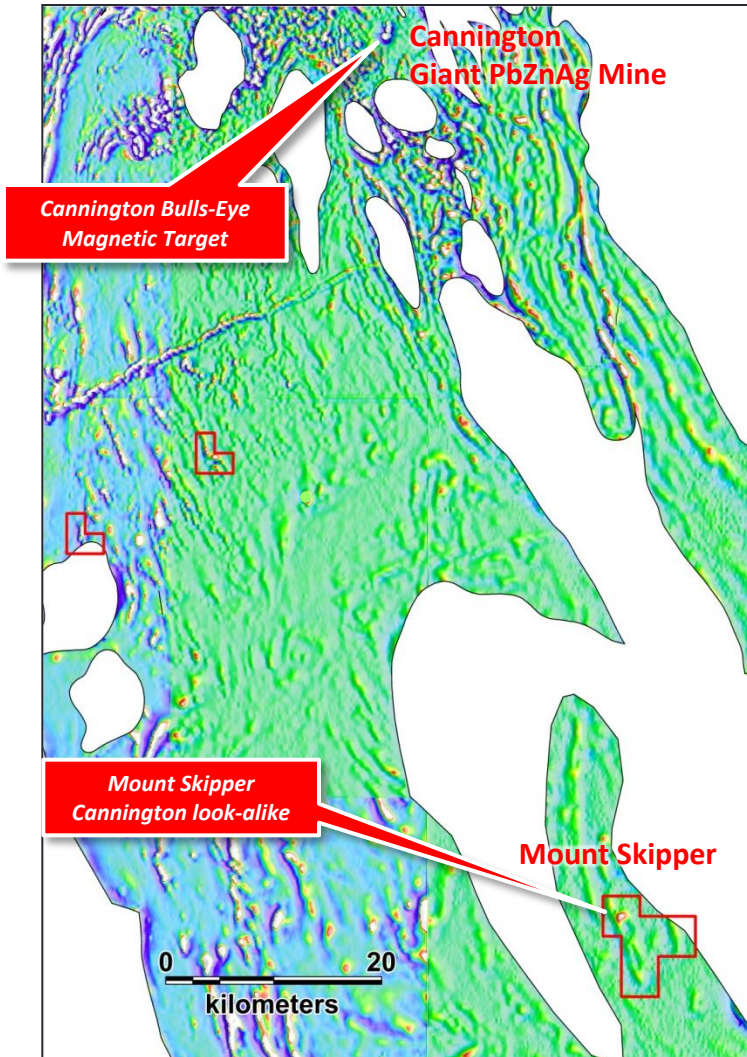 Cannington
Giant PbZnAg Mine
Cannington Bulls-Eye
Magnetic Target
Mount Skipper
Cannington look-alike
Mount Skipper
0 20
kilometers